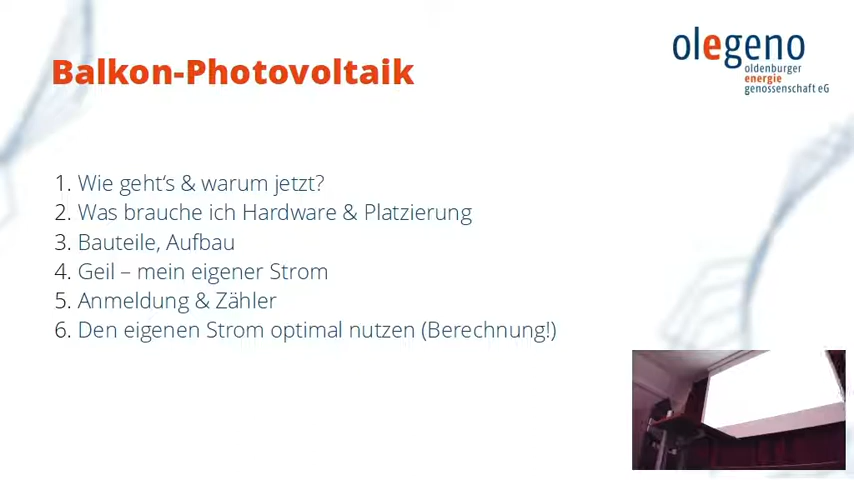 olegeno
oldenburger
energie
genossenschaft eG
Balkon-Photovoltaik
1. Wie geht's & warum jetzt?
2. Was brauche ich Hardware & Platzierung
3. Bauteile, Aufbau
4. Geil – mein eigener Strom
5. Anmeldung & Zähler
6. Den eigenen Strom optimal nutzen (Berechnung!)